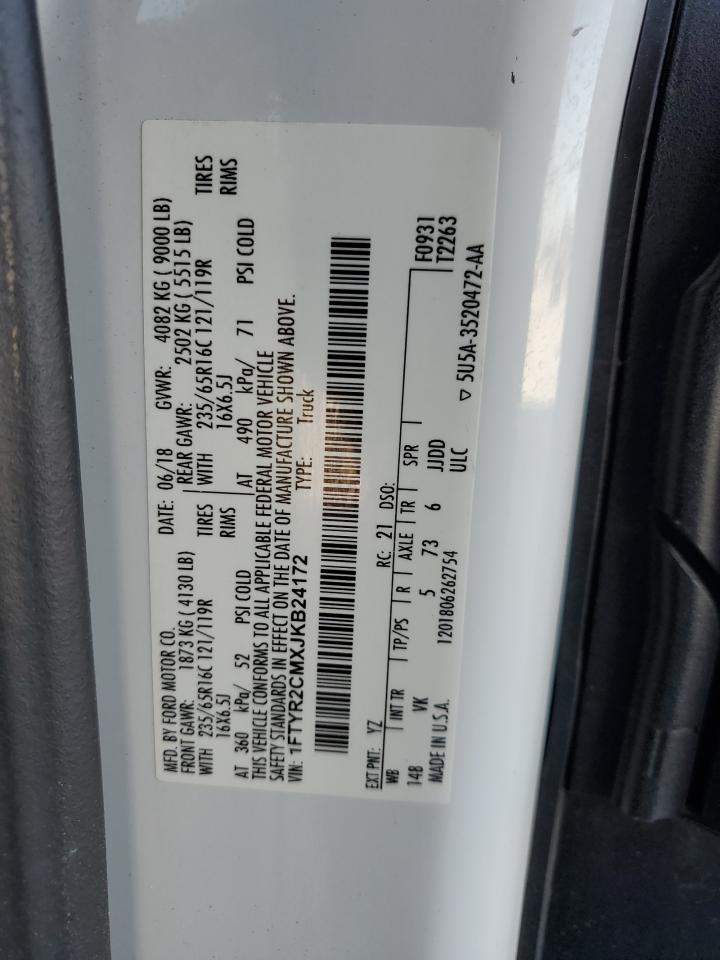 MFD. BY FORD MOTOR CO.
DATE: 06/18 GVWR: 4082 KG ( 9000 LB)
FRONT GAWR: 1873 KG ( 4130 LB) REAR GAWR: 2502 KG ( 5515 LB)
WITH 235/65R16C 121/119R TIRES WITH 235/65R16C 121/119R TIRES
16X6.5J RIMS 16X6.5J RIMS
AT 360 kPa/ 52 PSI COLD AT 490 kPa/ 71 PSI COLD
THIS VEHICLE CONFORMS TO ALL APPLICABLE FEDERAL MOTOR VEHICLE
SAFETY STANDARDS IN EFFECT ON THE DATE OF MANUFACTURE SHOWN ABOVE.
VIN: 1FTYR2CMXJKB24172 TYPE: Truck
EXT PNT: YZ RC: 21 DSO: F0931
WB INT TR TP/PS R AXLE TR SPR T2263
14B VK 5 73 6 JJDD
MADE IN U.S.A. 1201806262754 ULC ▽ 5U5A-3520472-AA